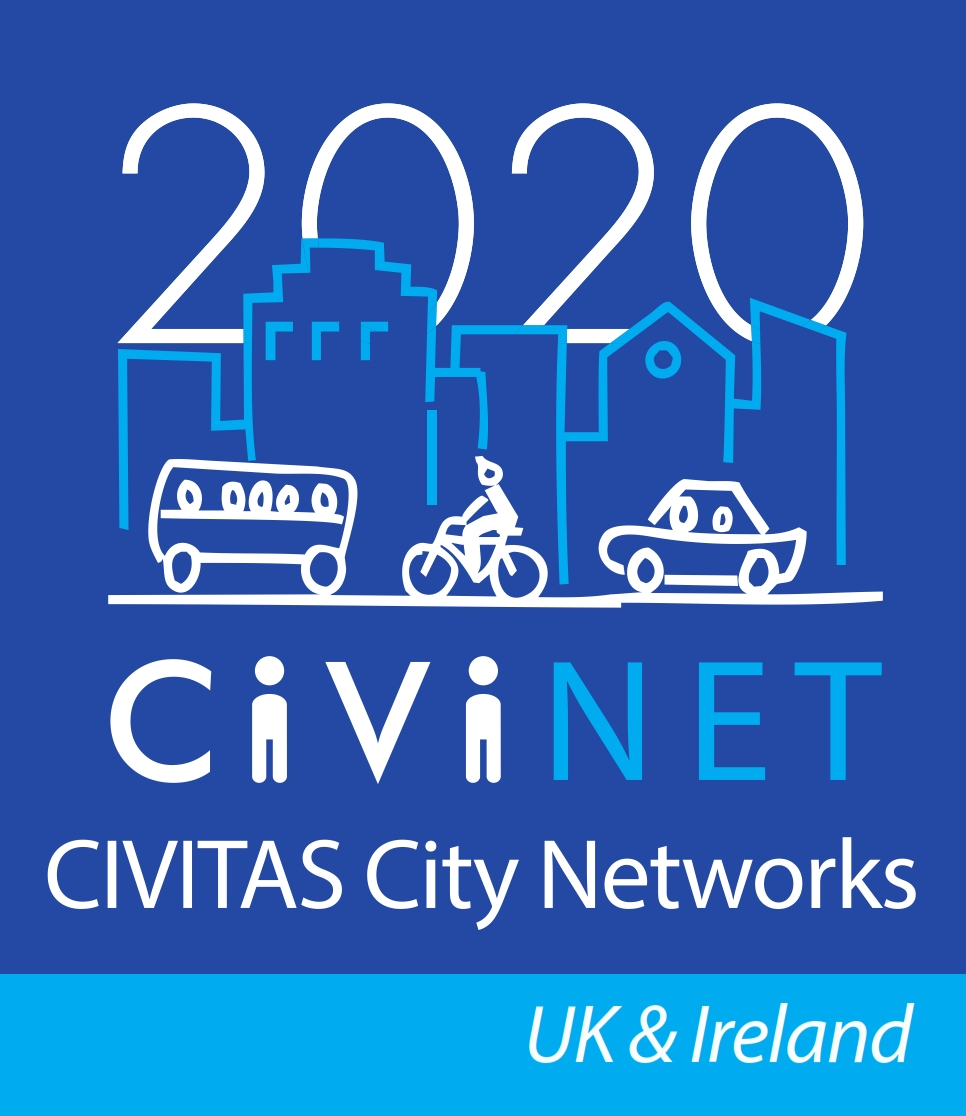 2020
CiViNET
CIVITAS City Networks
UK & Ireland